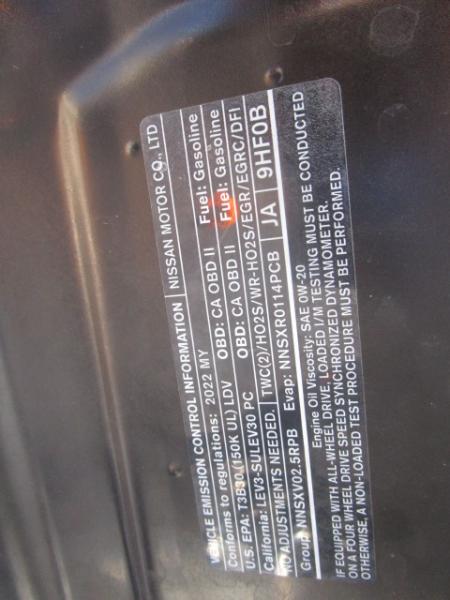 VEHICLE EMISSION CONTROL INFORMATION NISSAN MOTOR CO., LTD
Conforms to regulations: 2022 MY Fuel: Gasoline
U.S. EPA: T3B30 (150K UL) LDV OBD: CA OBD II Fuel: Gasoline
California: LEV3-SULEV30 PC OBD: CA OBD II
NO ADJUSTMENTS NEEDED. TWC(2)/HO2S/WR-HO2S/EGR/EGRC/DFI
Group: NNSXV02.5RPB Evap: NNSXR0114PCB JA 9HF0B
Engine Oil Viscosity: SAE 0W-20
IF EQUIPPED WITH ALL-WHEEL DRIVE, LOADED I/M TESTING MUST BE CONDUCTED
ON A FOUR WHEEL DRIVE SPEED SYNCHRONIZED DYNAMOMETER.
OTHERWISE, A NON-LOADED TEST PROCEDURE MUST BE PERFORMED.